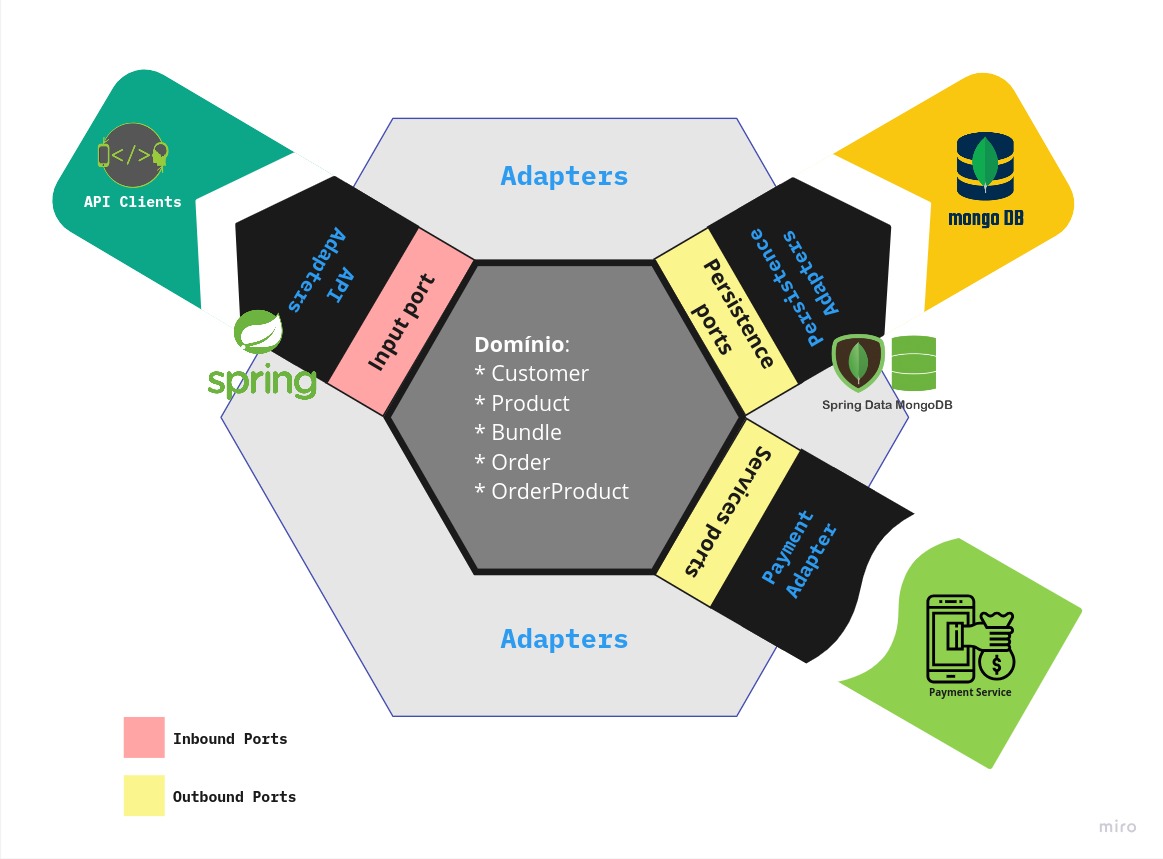 Adapters
</>
API Clients
mongo DB
API
Adapters
Input port
Persistence
ports
Persistence
Adapters
spring
Domínio:
* Customer
* Product
* Bundle
* Order
* OrderProduct
Spring Data MongoDB
Services ports
Payment
Adapter
Adapters
$
Payment Service
Inbound Ports
Outbound Ports
miro